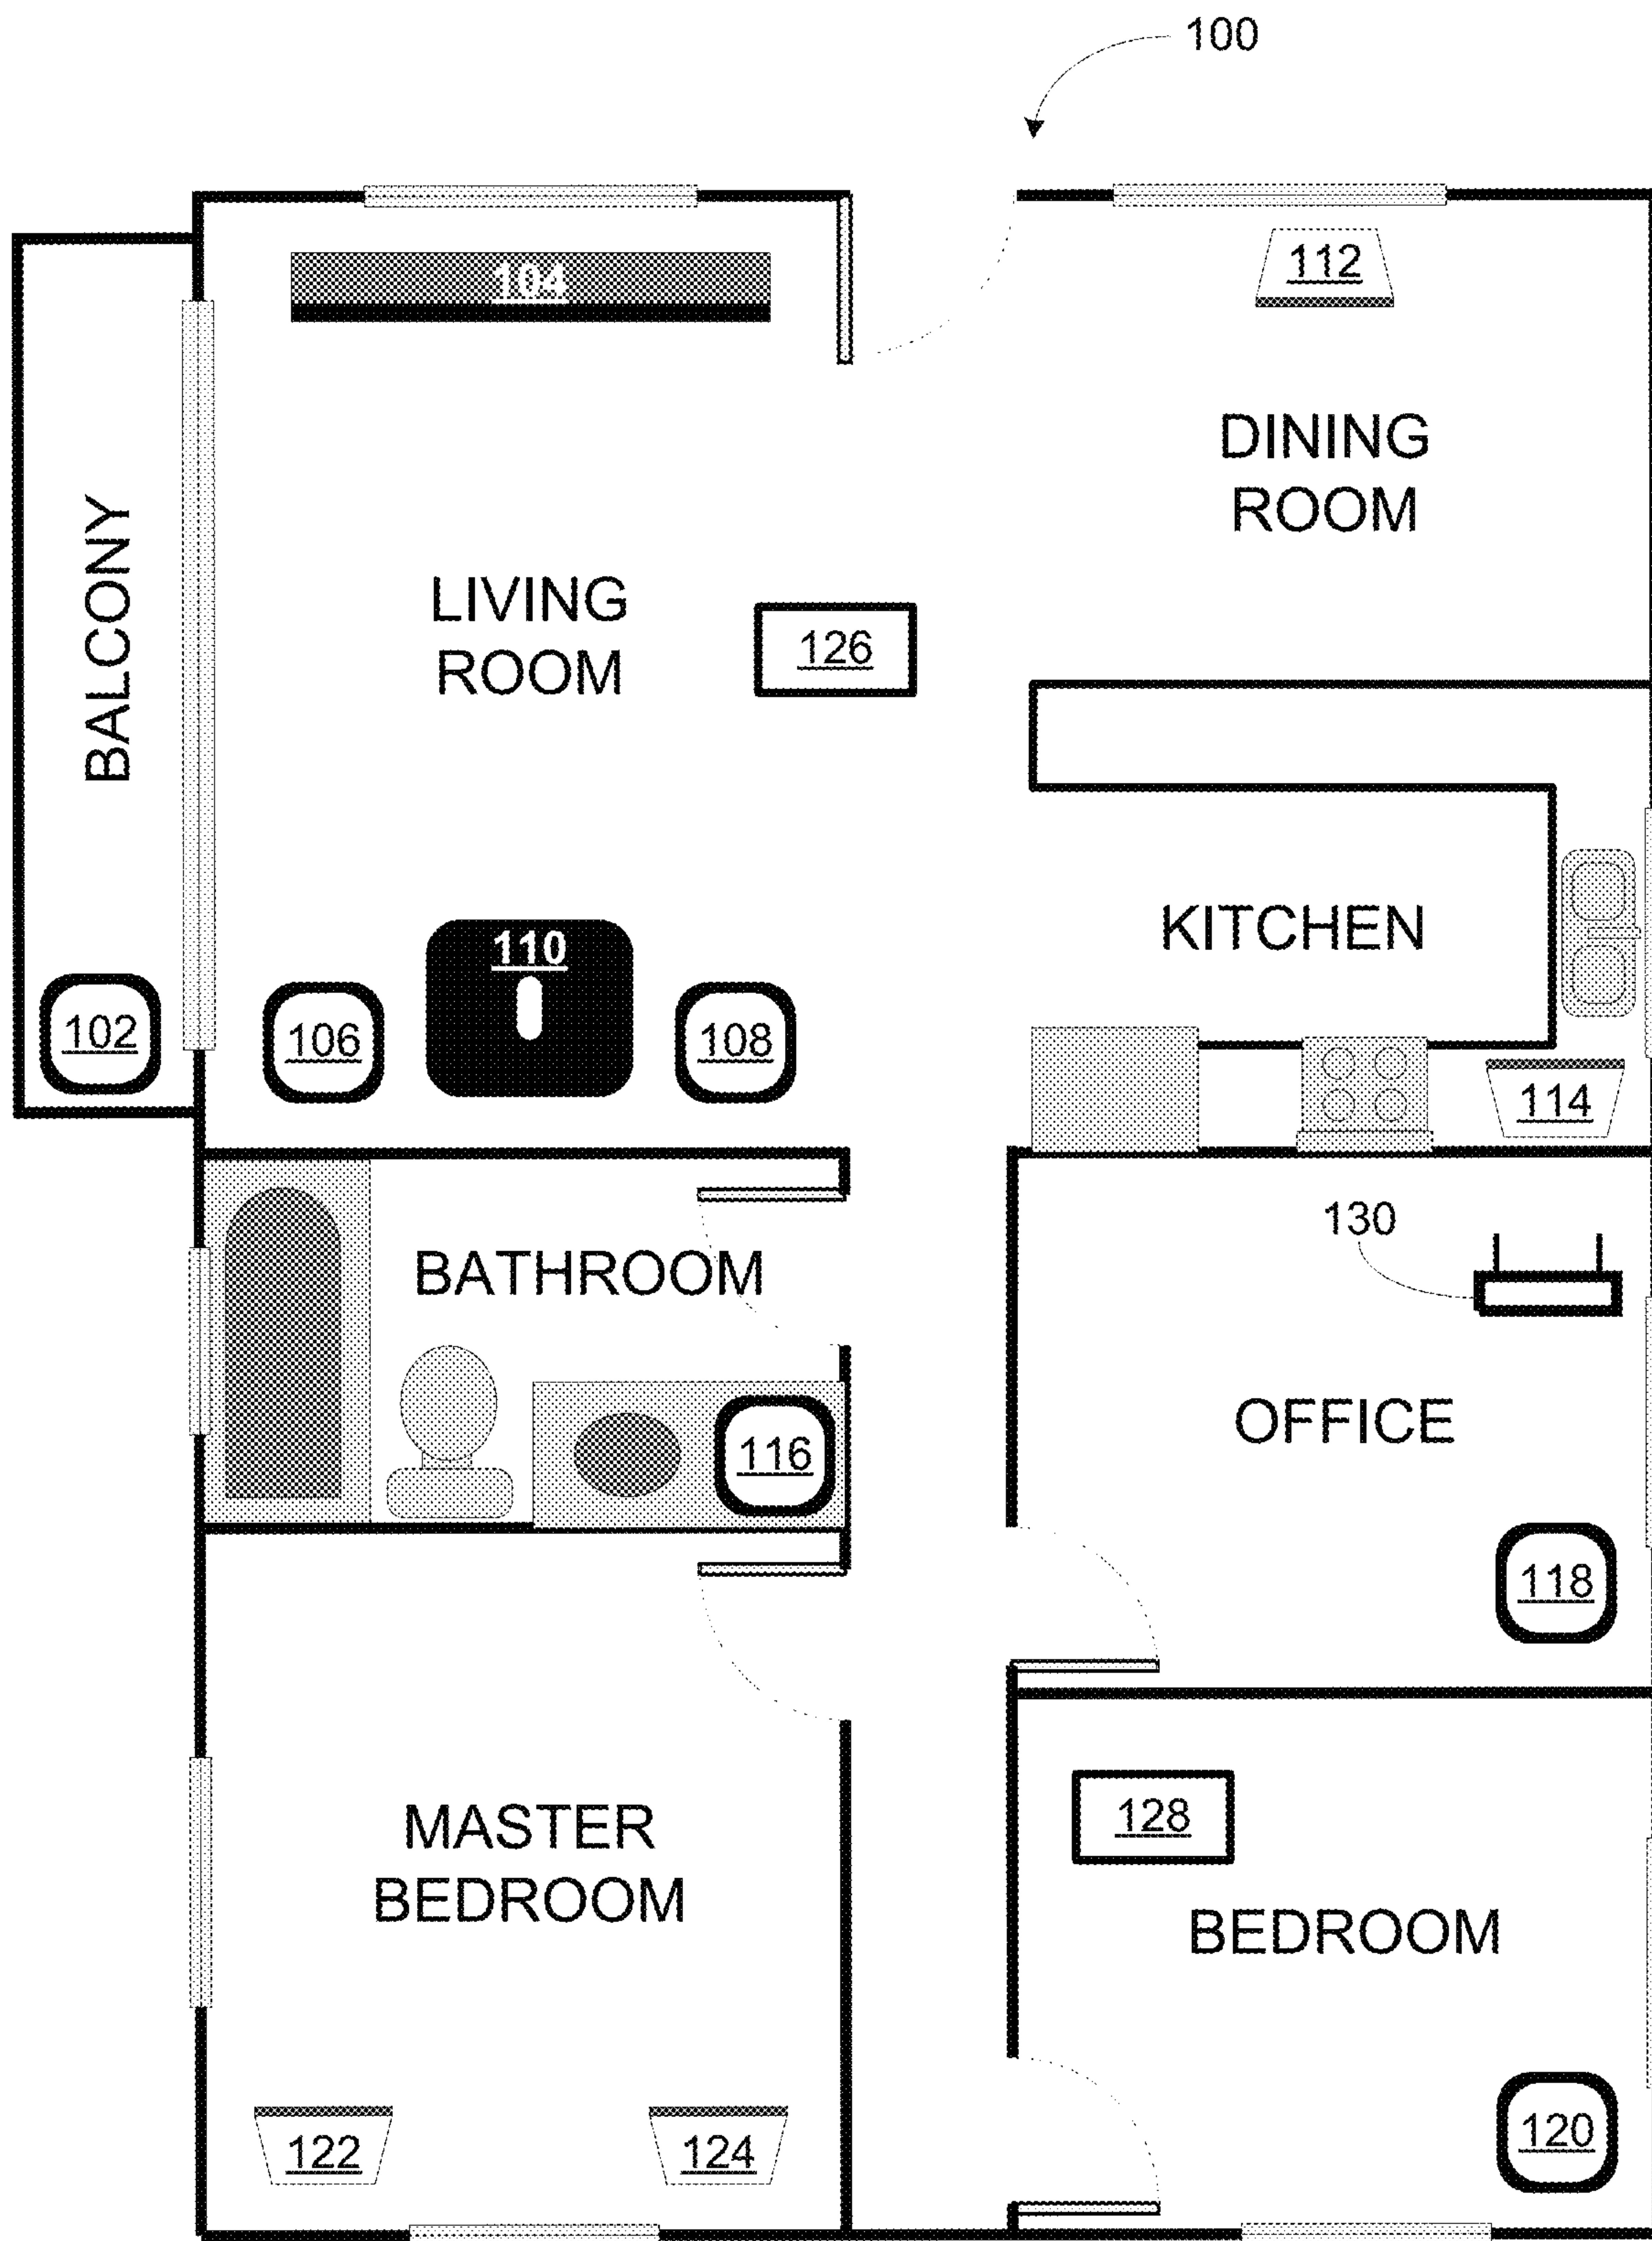 100
104
112
DINING
ROOM
BALCONY
LIVING
ROOM
126
KITCHEN
110
102
106
108
114
130
BATHROOM
OFFICE
116
118
MASTER
BEDROOM
128
BEDROOM
122
124
120